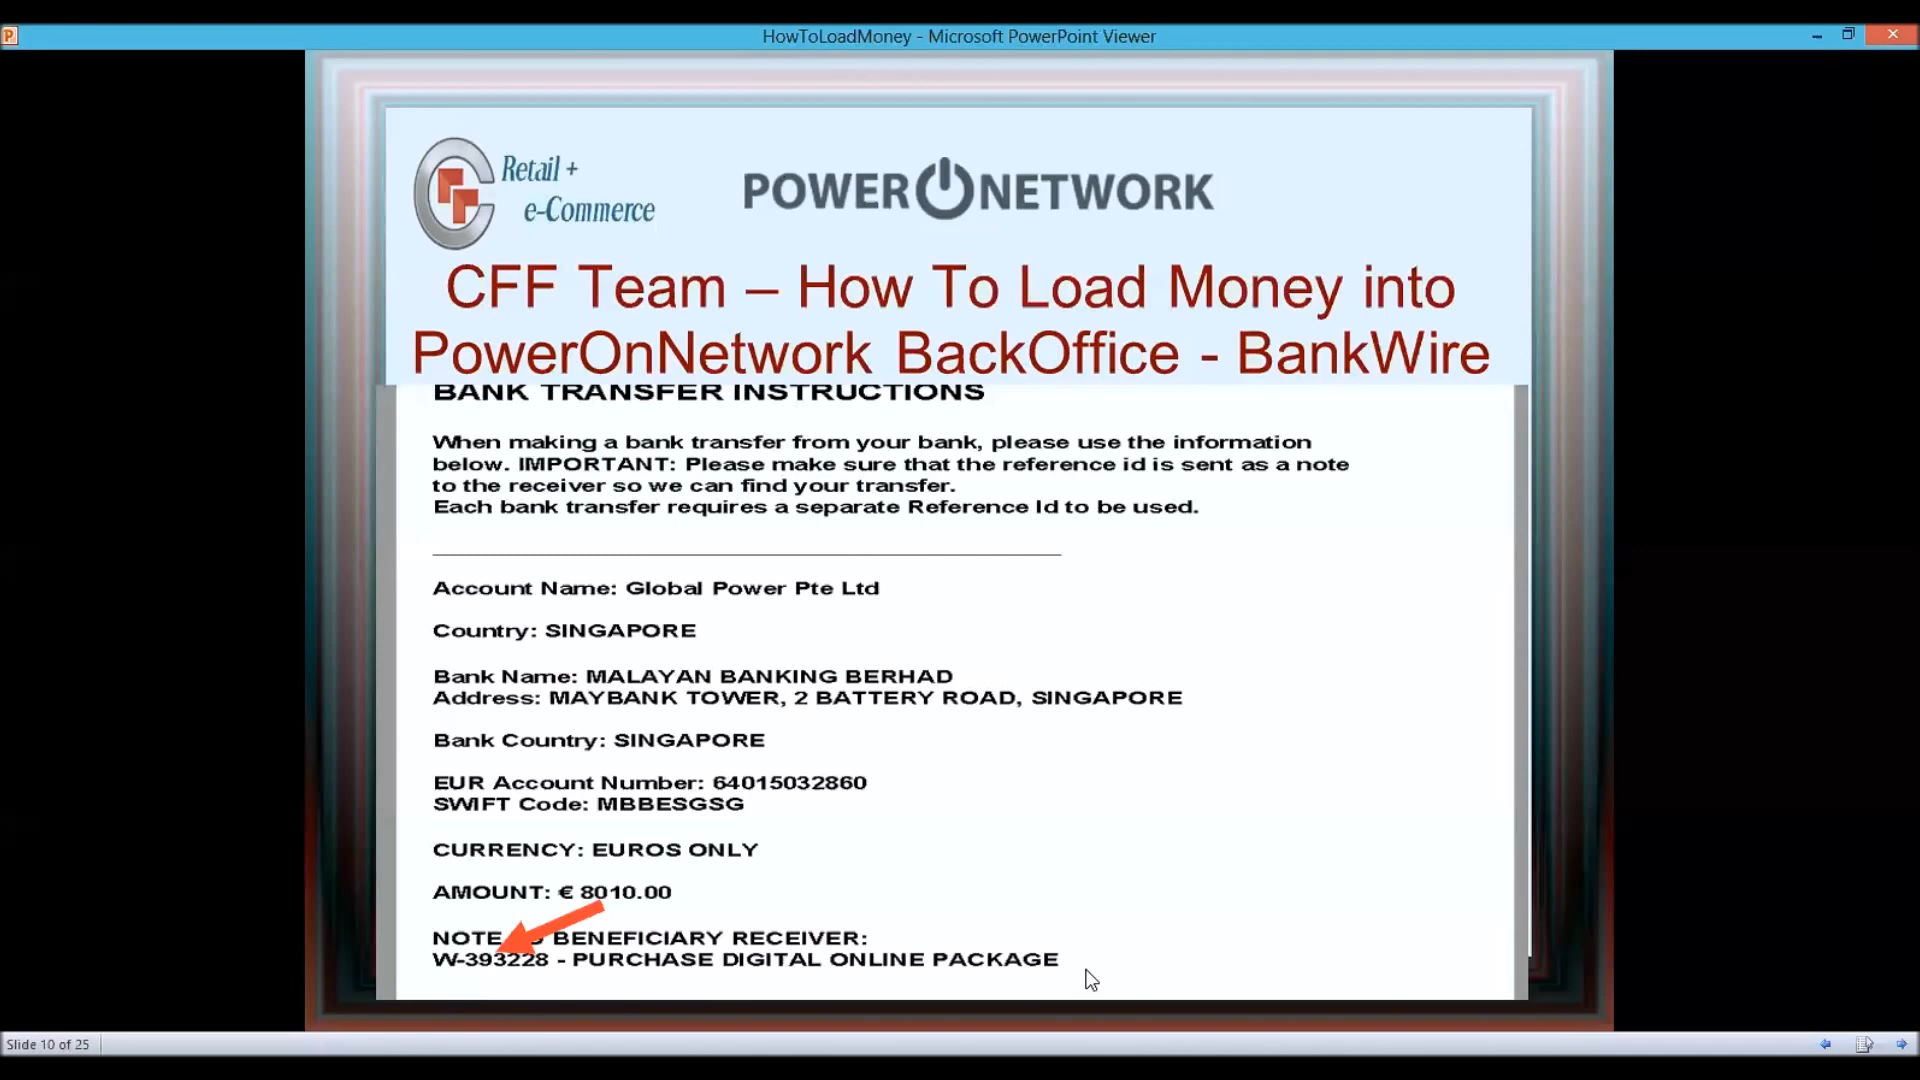 HowToLoadMoney - Microsoft PowerPoint Viewer
Retail +
e-Commerce
POWER NETWORK
CFF Team – How To Load Money into
PowerOnNetwork BackOffice - BankWire
BANK TRANSFER INSTRUCTIONS
When making a bank transfer from your bank, please use the information
below. IMPORTANT: Please make sure that the reference id is sent as a note
to the receiver so we can find your transfer.
Each bank transfer requires a separate Reference Id to be used.
Account Name: Global Power Pte Ltd
Country: SINGAPORE
Bank Name: MALAYAN BANKING BERHAD
Address: MAYBANK TOWER, 2 BATTERY ROAD, SINGAPORE
Bank Country: SINGAPORE
EUR Account Number: 64015032860
SWIFT Code: MBBESGSG
CURRENCY: EUROS ONLY
AMOUNT: € 8010.00
NOTE BENEFICIARY RECEIVER:
W-393228 - PURCHASE DIGITAL ONLINE PACKAGE
Slide 10 of 25